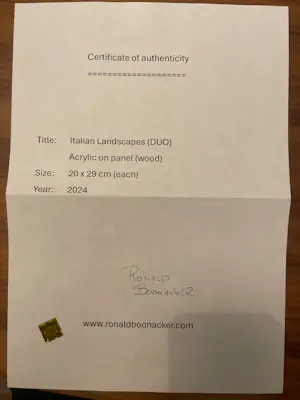 Certificate of authenticity
=====================
Title: Italian Landscapes (DUO)
Acrylic on panel (wood)
Size: 20 x 29 cm (each)
Year: 2024
RONALD
BOONACKER
www.ronaldboonacker.com